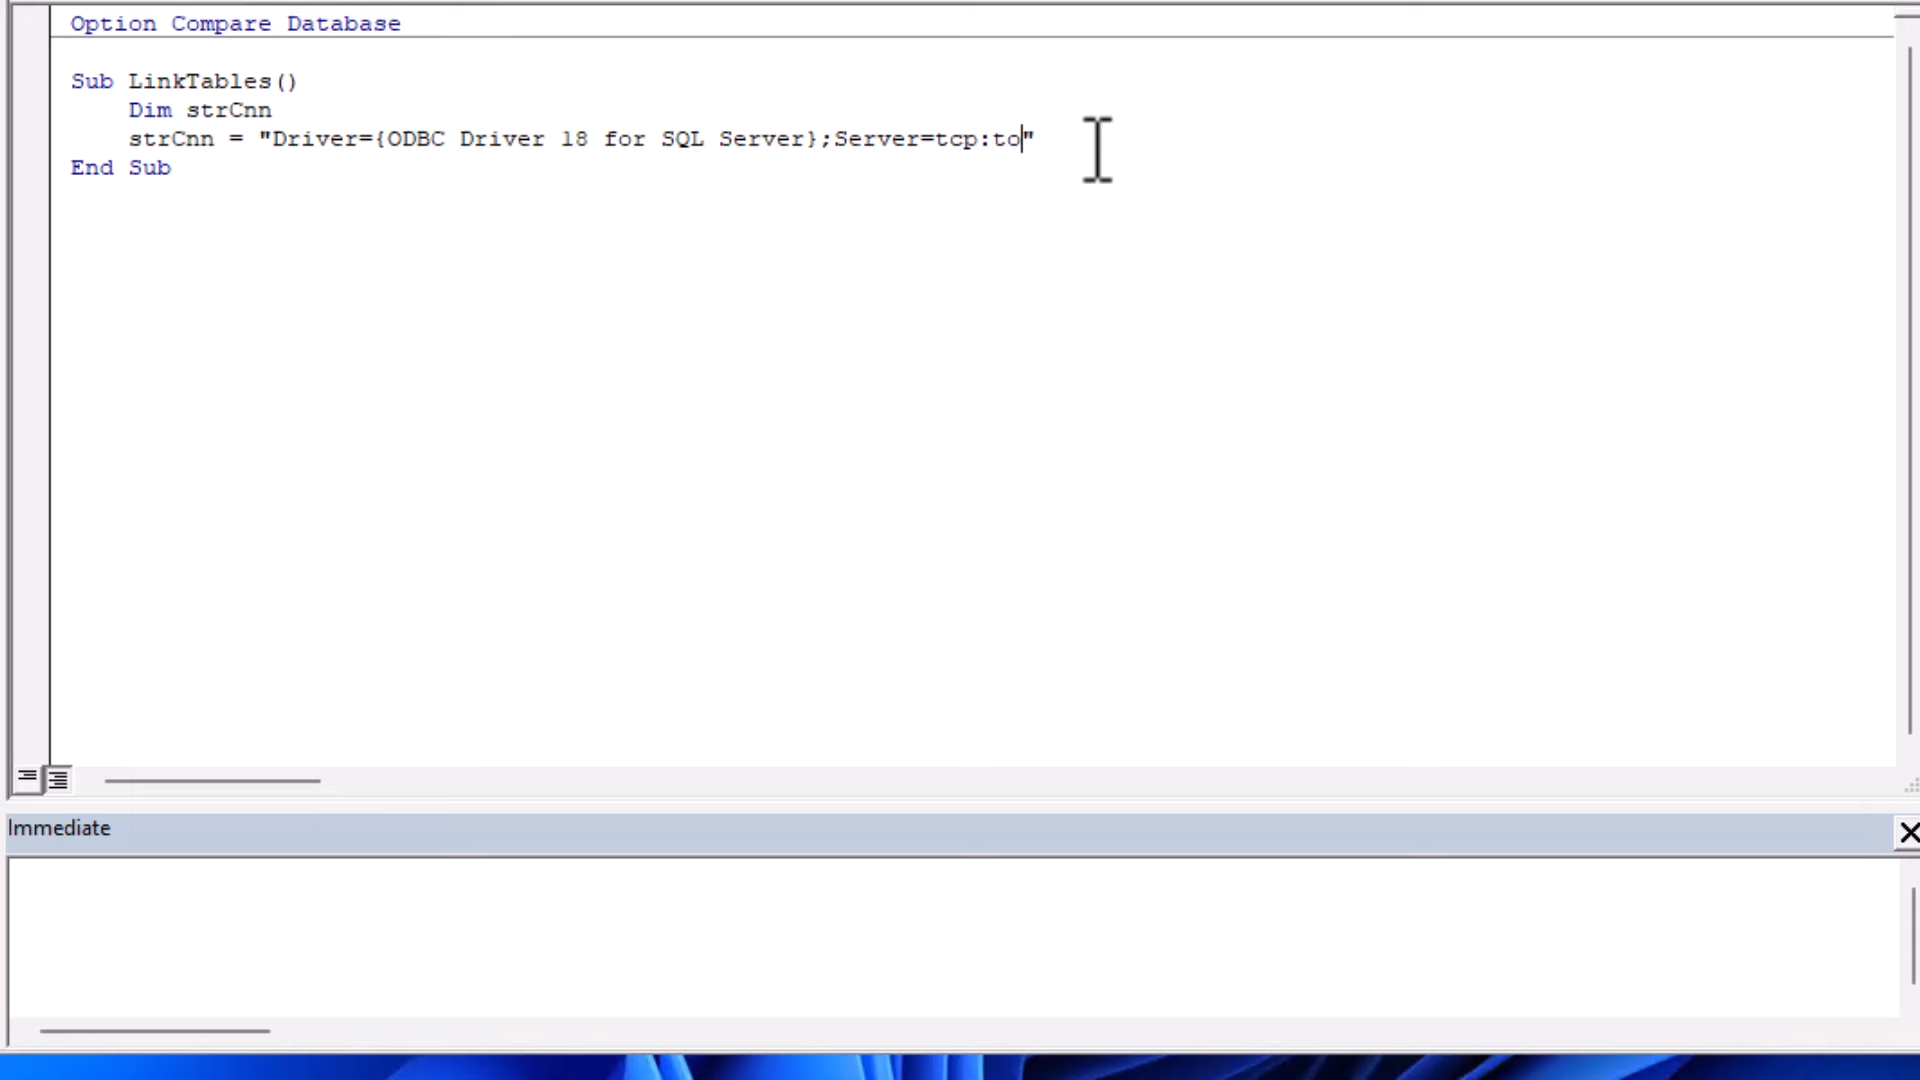 Option Compare Database
Sub LinkTables()
Dim strCnn
strCnn = "Driver={ODBC Driver 18 for SQL Server};Server=tcp:to"
End Sub
Immediate